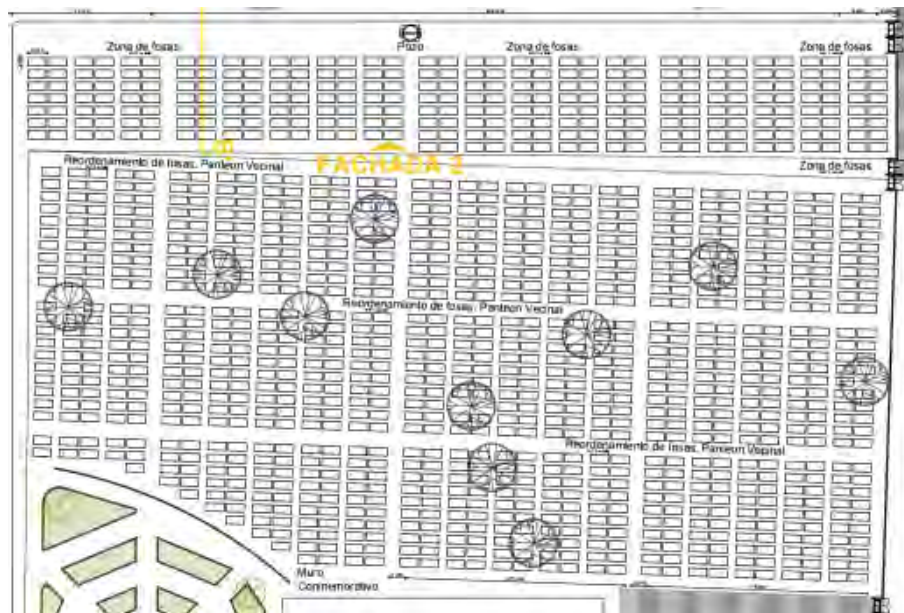 Zona de fosas
Pozo
Zona de fosas
Zona de fosas
Reordenamiento de fosas. Panteon Vecinal
FACHADA 2
Zona de fosas
Reordenamiento de fosas. Panteon Vecinal
Reordenamiento de fosas. Panteon Vecinal
Muro
Conmemorativo